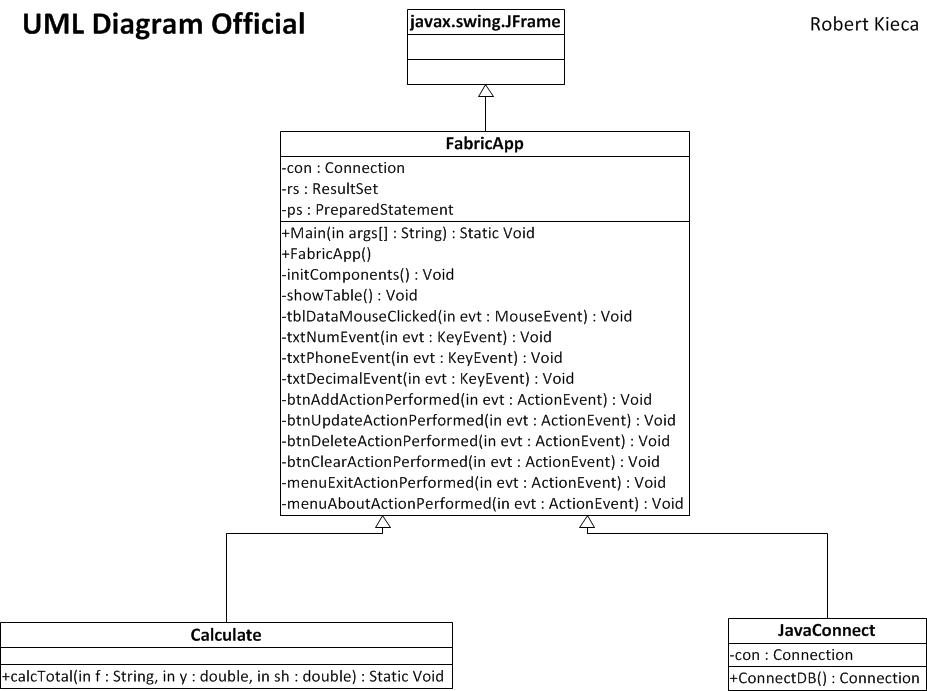 UML Diagram Official
Robert Kieca
javax.swing.JFrame
FabricApp
-con : Connection
-rs : ResultSet
-ps : PreparedStatement
+Main(in args[] : String) : Static Void
+FabricApp()
-initComponents() : Void
-showTable() : Void
-tblDataMouseClicked(in evt : MouseEvent) : Void
-txtNumEvent(in evt : KeyEvent) : Void
-txtPhoneEvent(in evt : KeyEvent) : Void
-txtDecimalEvent(in evt : KeyEvent) : Void
-btnAddActionPerformed(in evt : ActionEvent) : Void
-btnUpdateActionPerformed(in evt : ActionEvent) : Void
-btnDeleteActionPerformed(in evt : ActionEvent) : Void
-btnClearActionPerformed(in evt : ActionEvent) : Void
-menuExitActionPerformed(in evt : ActionEvent) : Void
-menuAboutActionPerformed(in evt : ActionEvent) : Void
Calculate
+calcTotal(in f : String, in y : double, in sh : double) : Static Void
JavaConnect
-con : Connection
+ConnectDB() : Connection